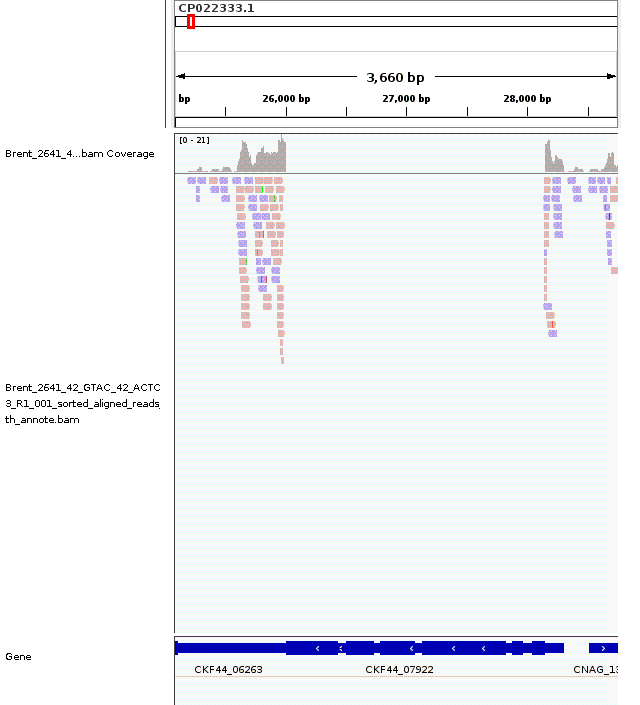 CP022333.1
3,660 bp
bp 26,000 bp 27,000 bp 28,000 bp
[0 - 21]
Brent_2641_4...bam Coverage
Brent_2641_42_GTAC_42_ACTC
3_R1_001_sorted_aligned_reads_
th_annote.bam
Gene
CKF44_06263 CKF44_07922 CNAG_13